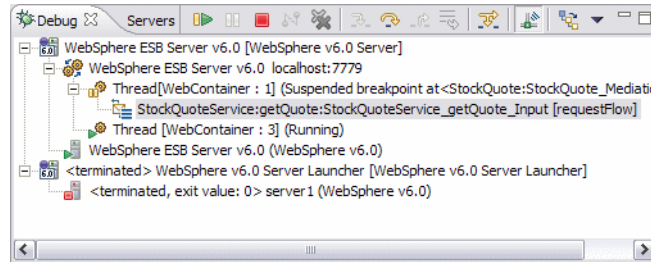 Debug Servers
WebSphere ESB Server v6.0 [WebSphere v6.0 Server]
WebSphere ESB Server v6.0 localhost:7779
Thread[WebContainer : 1] (Suspended breakpoint at<StockQuote:StockQuote_Mediatio
StockQuoteService:getQuote:StockQuoteService_getQuote_Input [requestFlow]
Thread [WebContainer : 3] (Running)
WebSphere ESB Server v6.0 (WebSphere v6.0)
<terminated> WebSphere v6.0 Server Launcher [WebSphere v6.0 Server Launcher]
<terminated, exit value: 0> server1 (WebSphere v6.0)